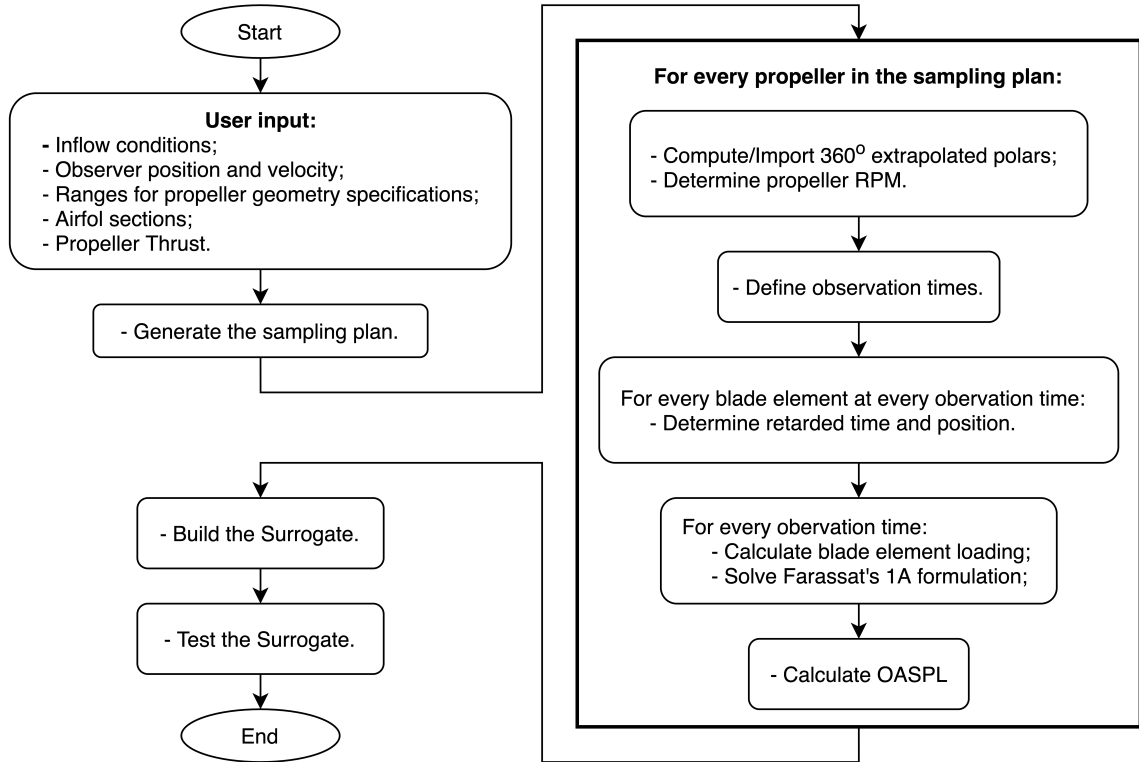 Start
User input:
- Inflow conditions;
- Observer position and velocity;
- Ranges for propeller geometry specifications;
- Airfol sections;
- Propeller Thrust.
- Generate the sampling plan.
For every propeller in the sampling plan:
- Compute/Import 360º extrapolated polars;
- Determine propeller RPM.
- Define observation times.
For every blade element at every obervation time:
- Determine retarded time and position.
For every obervation time:
- Calculate blade element loading;
- Solve Farassat's 1A formulation;
- Calculate OASPL
- Build the Surrogate.
- Test the Surrogate.
End